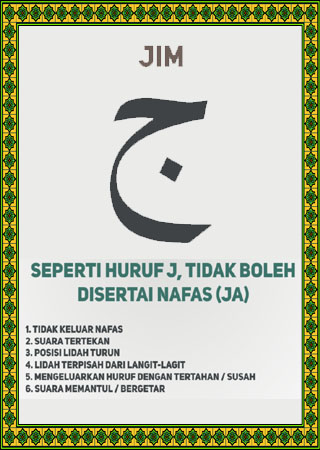 JIM
ج
SEPERTI HURUF J, TIDAK BOLEH
DISERTAI NAFAS (JA)
1. TIDAK KELUAR NAFAS
2. SUARA TERTEKAN
3. POSISI LIDAH TURUN
4. LIDAH TERPISAH DARI LANGIT-LAGIT
5. MENGELUARKAN HURUF DENGAN TERTAHAN / SUSAH
6. SUARA MEMANTUL / BERGETAR